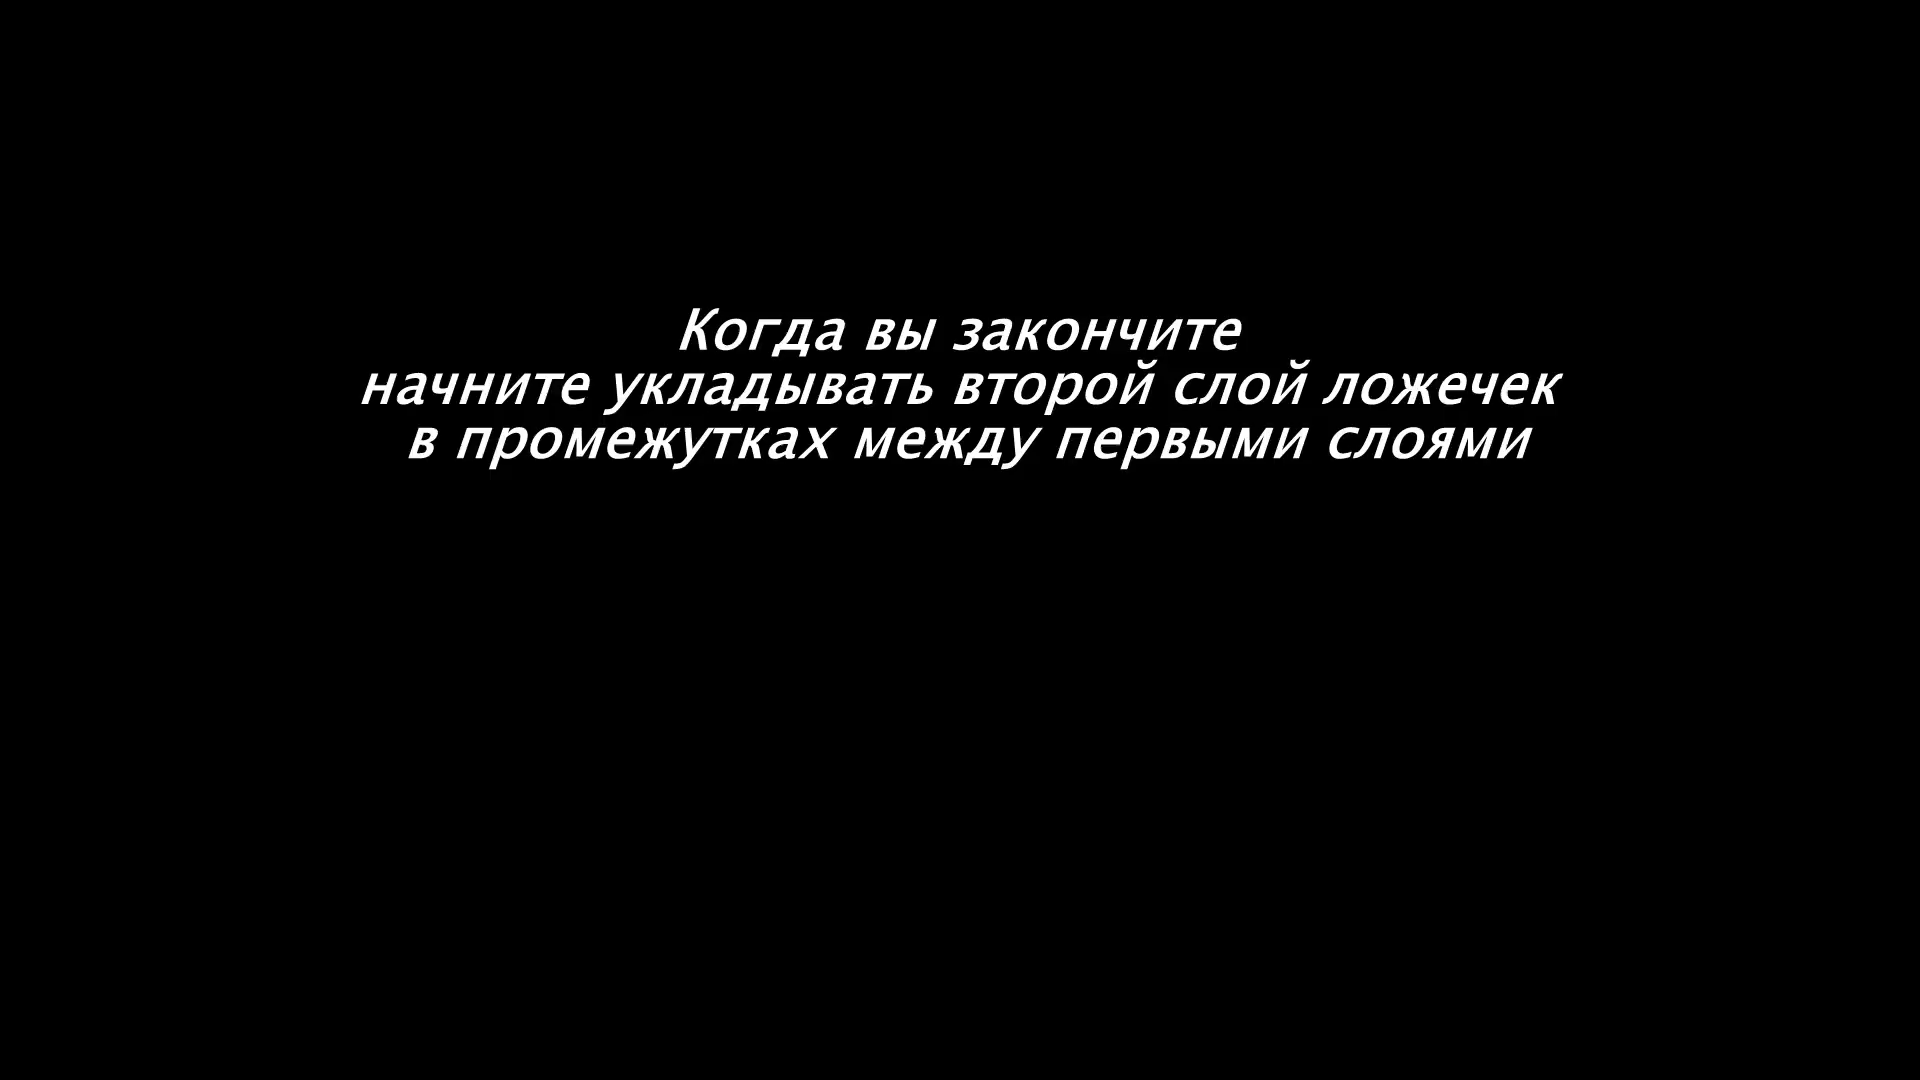 Когда вы закончите
начните укладывать второй слой ложечек
в промежутках между первыми слоями